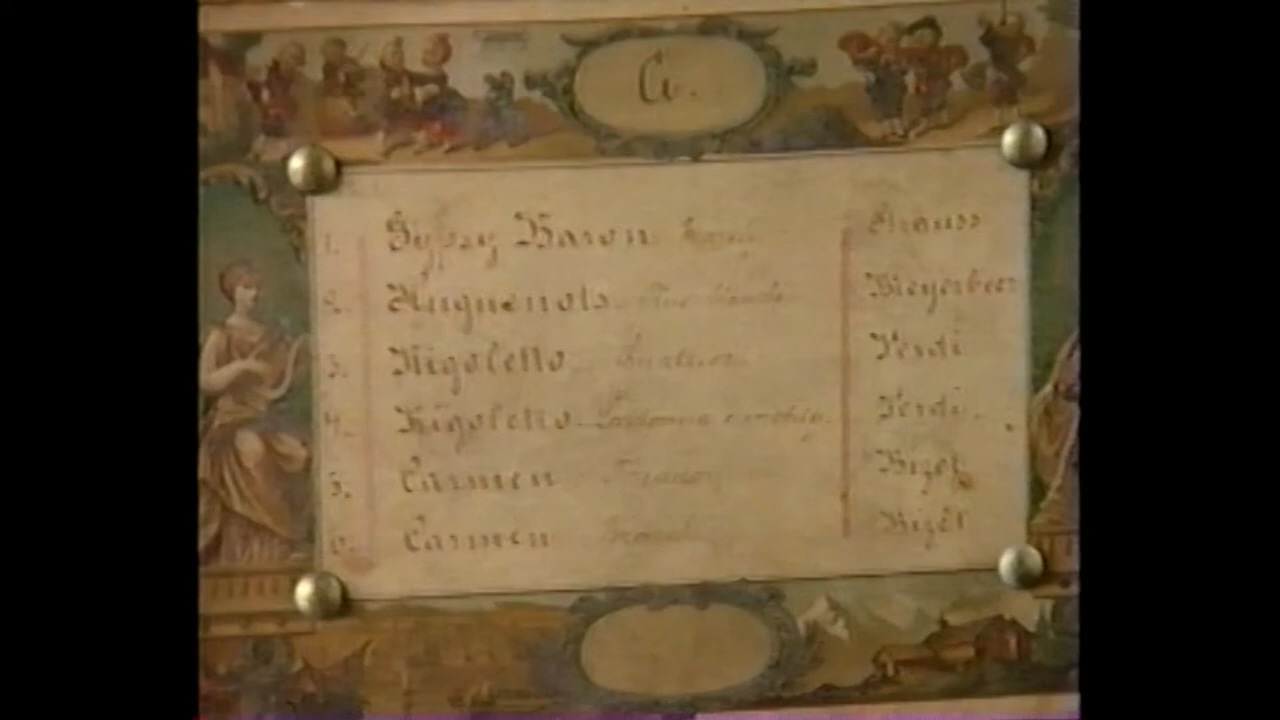 A.
1. Gypsy Baron Strauss
2. Huguenots Meyerbeer
3. Rigoletto Verdi
4. Rigoletto Verdi.
5. Carmen Bizet
6. Carmen Bizet